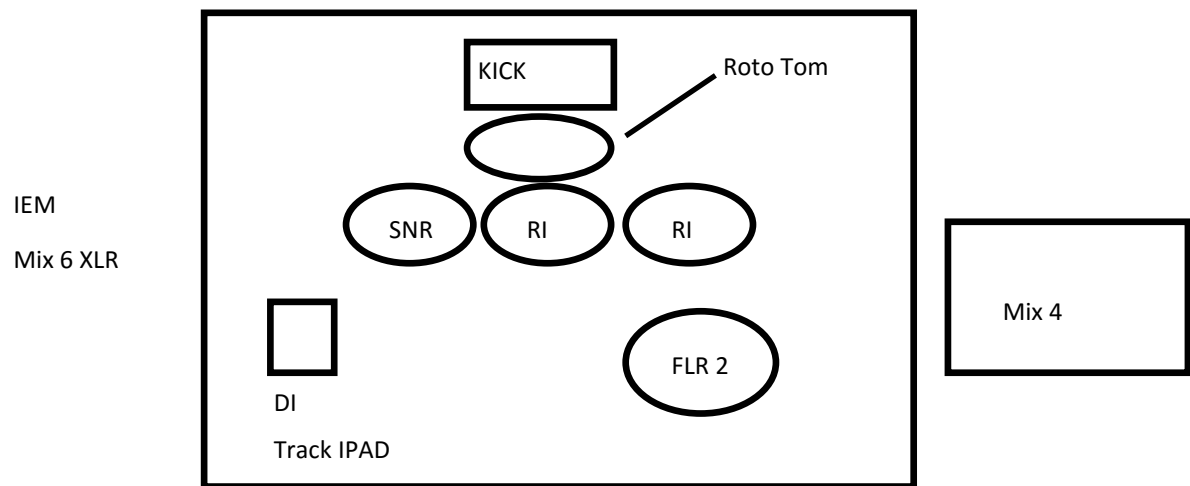 KICK
Roto Tom
IEM
SNR
RI
RI
Mix 6 XLR
Mix 4
FLR 2
DI
Track IPAD